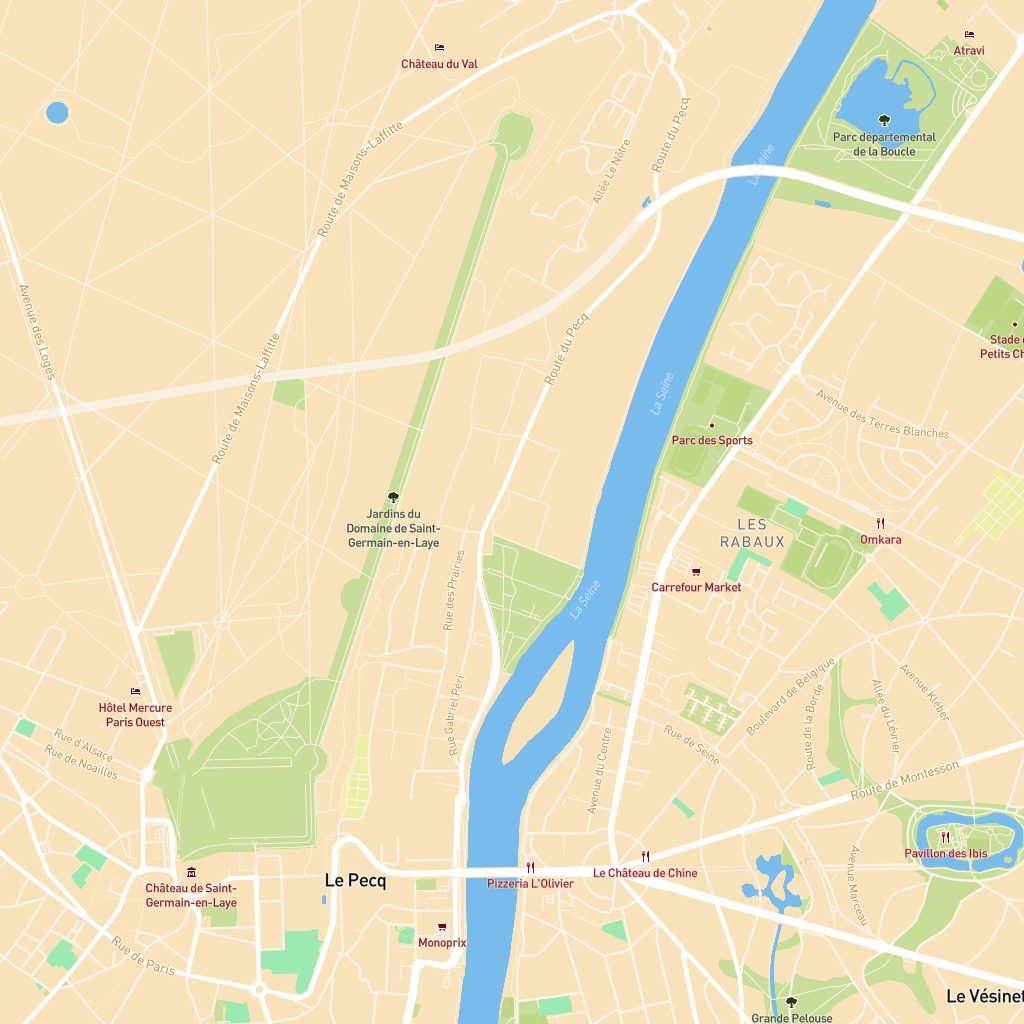 Château du Val
Atravi
Parc départemental
de la Boucle
La Seine
Route de Maisons-Laffitte
Route du Pecq
Allée Le Nôtre
Avenue des Loges
Route de Maisons-Laffitte
Route du Pecq
Petits Ch
Stade
La Seine
Avenue des Terres Blanches
Parc des Sports
Jardins du
Domaine de Saint-
Germain-en-Laye
LES
RABAUX
Omkara
Carrefour Market
La Seine
Rue des Prairies
Hôtel Mercure
Paris Ouest
Rue Gabriel Péri
Rue d'Alsace
Rue de Noailles
Avenue du Centre
Rue de Seine
Boulevard de Belgique
Route de la Borde
Allée du Lévrier
Avenue Kléber
Route de Montesson
Pavillon des Ibis
Avenue Marceau
Château de Saint-
Germain-en-Laye
Le Pecq
Pizzeria L'Olivier
Le Château de Chine
Monoprix
Rue de Paris
Le Vésinet
Grande Pelouse